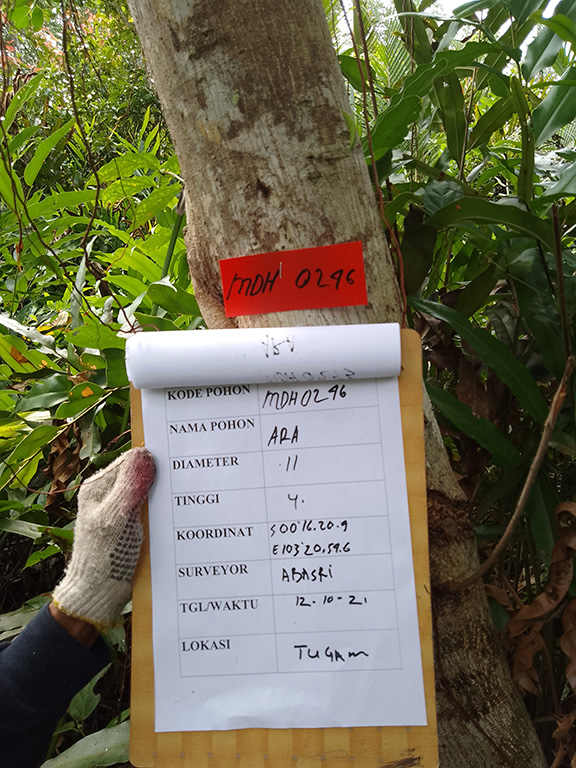 MDH 0296
KODE POHON MDH0296
NAMA POHON ARA
DIAMETER 11
TINGGI 4.
KOORDINAT S 00°16.20.9
E103°20.59.6
SURVEYOR ABASRI
TGL/WAKTU 12.10-21
LOKASI TUGAM